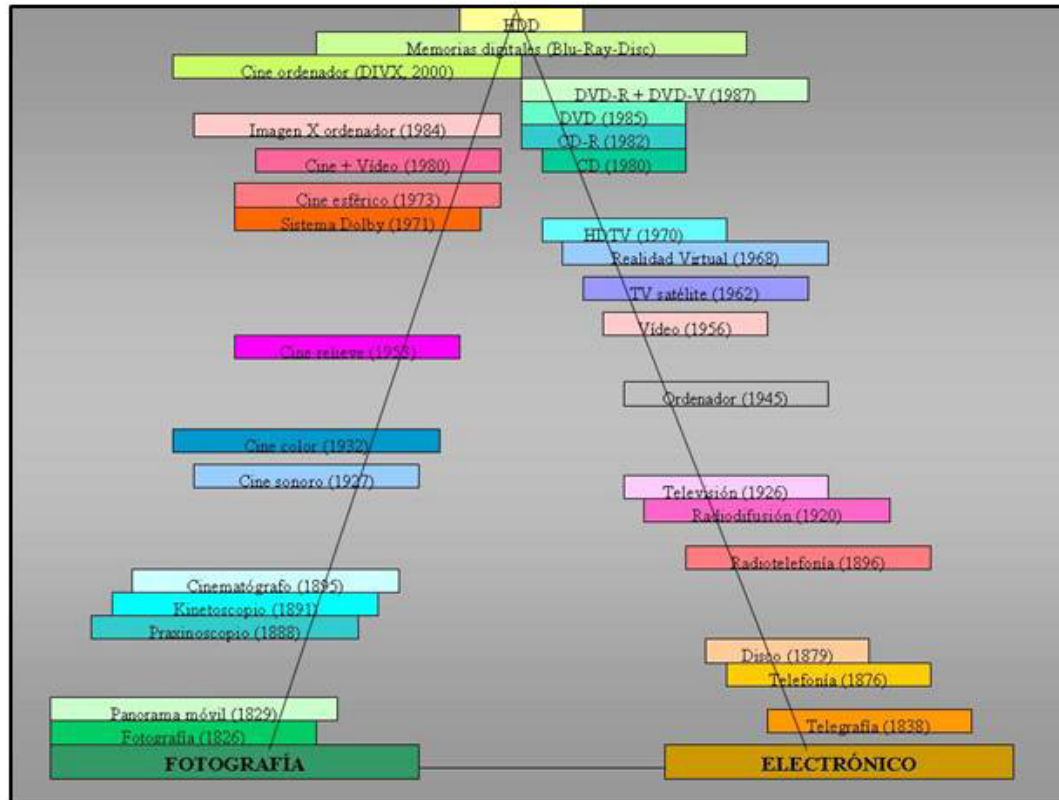 HDD
Memorias digitales (Blu-Ray-Disc)
Cine ordenador (DIVX, 2000)
DVD-R + DVD-V (1987)
DVD (1985)
Imagen X ordenador (1984)
CD-R (1982)
Cine + Vídeo (1980)
CD (1980)
Cine esférico (1973)
Sistema Dolby (1971)
HDTV (1970)
Realidad Virtual (1968)
TV satélite (1962)
Vídeo (1956)
Cine relieve (1953)
Ordenador (1945)
Cine color (1932)
Cine sonoro (1927)
Televisión (1926)
Radiodifusión (1920)
Radiotelefonía (1896)
Cinematógrafo (1895)
Kinetoscopio (1891)
Praxinoscopio (1888)
Disco (1879)
Telefonía (1876)
Panorama móvil (1829)
Telegrafía (1838)
Fotografía (1826)
FOTOGRAFÍA
ELECTRÓNICO